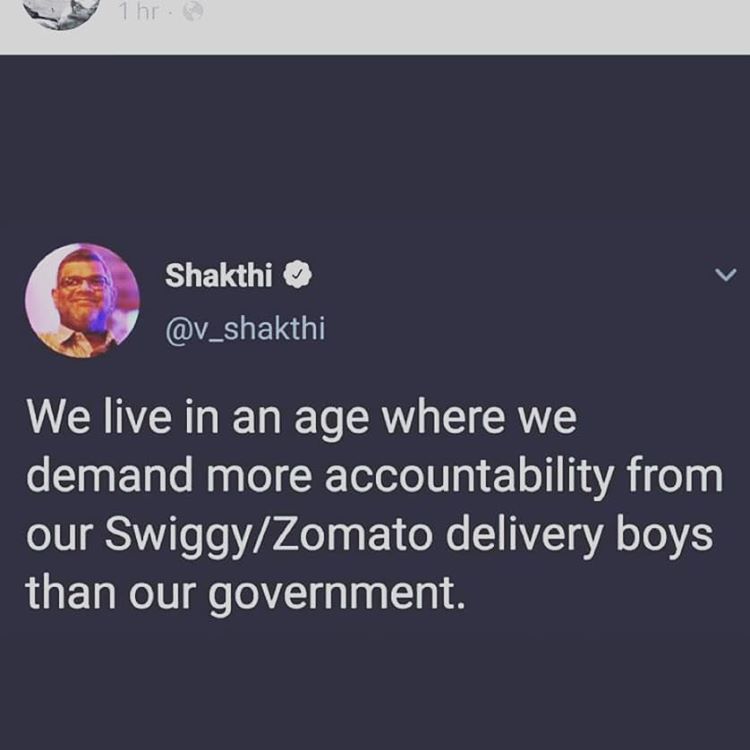 1 hr ·
Shakthi
@v_shakthi
We live in an age where we
demand more accountability from
our Swiggy/Zomato delivery boys
than our government.